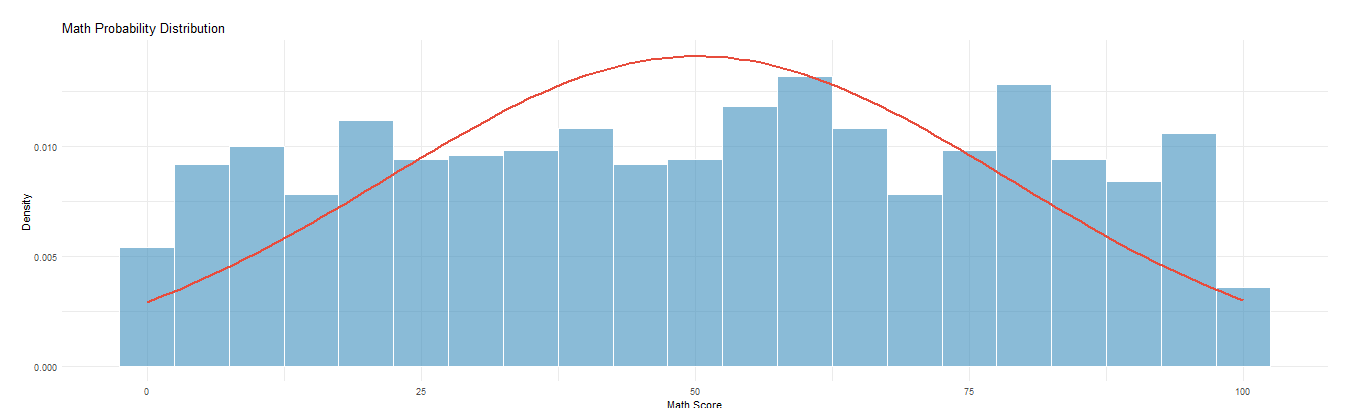 Math Probability Distribution
Density
0.010
0.005
0.000
0 25 50 75 100
Math Score